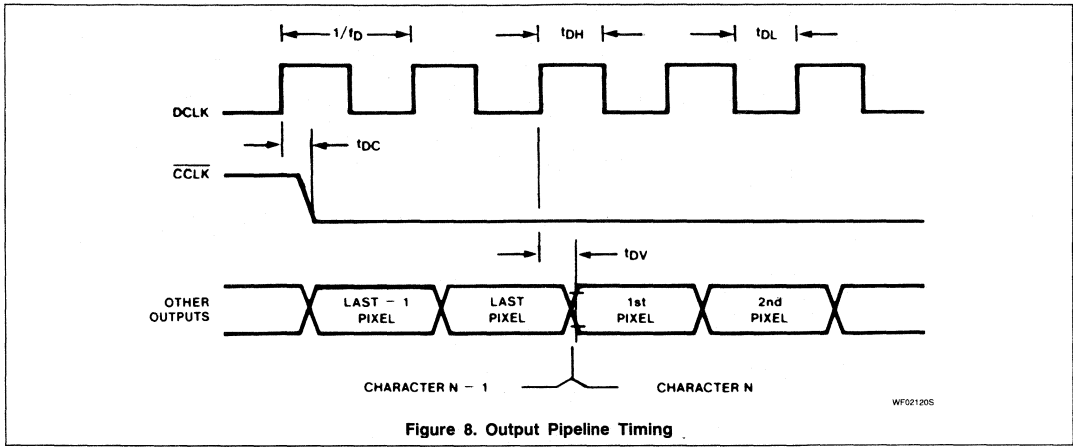 1/fD
tDH
tDL
DCLK
tDC
CCLK
tDV
OTHER
OUTPUTS
LAST − 1
PIXEL
LAST
PIXEL
1st
PIXEL
2nd
PIXEL
CHARACTER N − 1
CHARACTER N
WF02120S
Figure 8. Output Pipeline Timing